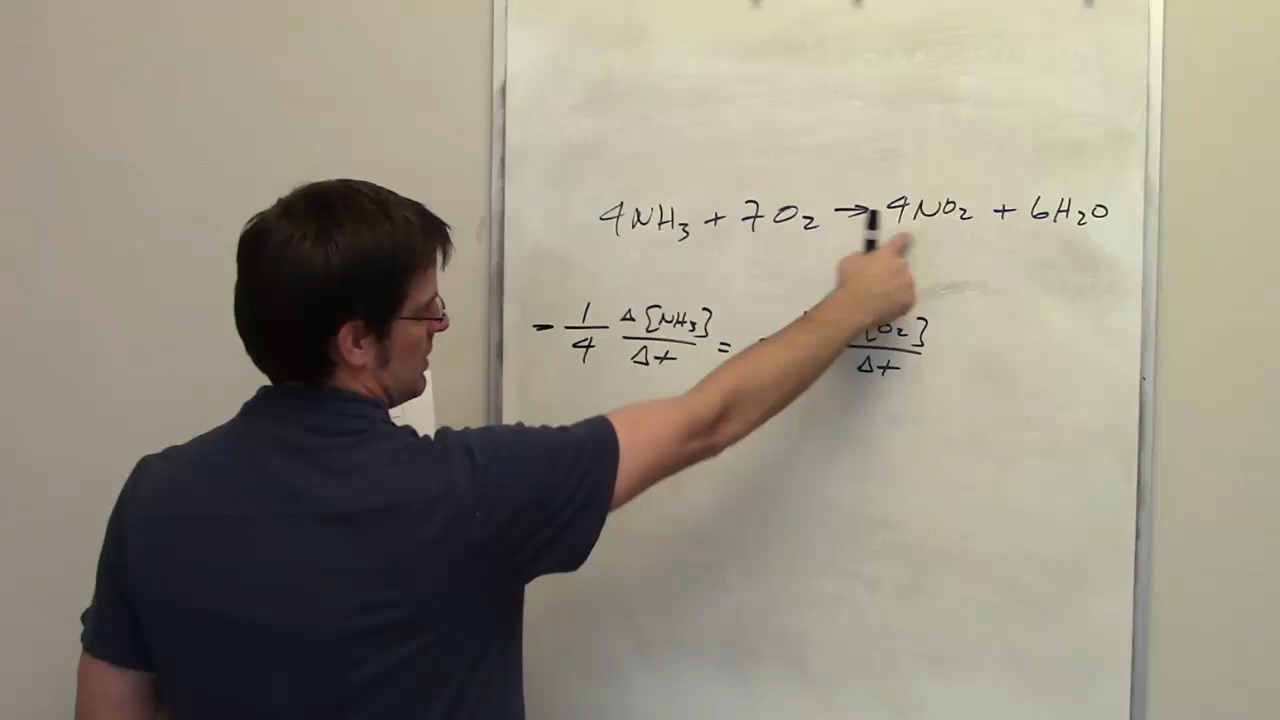 4NH₃ + 7O₂ → 4NO₂ + 6H₂O
- 1/4 Δ[NH₃]/Δt = [O₂]/Δt